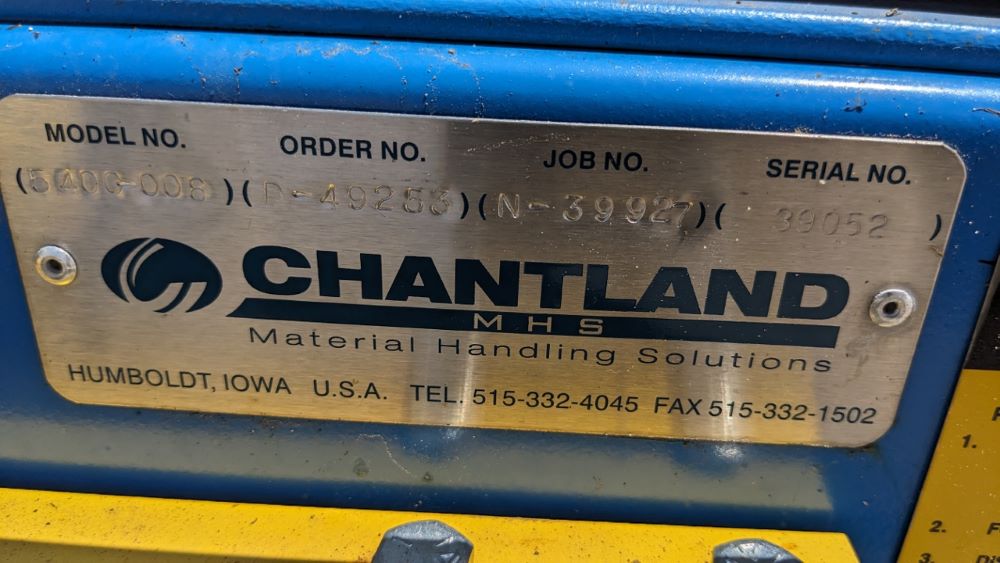 MODEL NO. ORDER NO. JOB NO. SERIAL NO.
(5400-008)(D-49253)(N-39927)( 39052 )
CHANTLAND
MHS
Material Handling Solutions
HUMBOLDT, IOWA U.S.A. TEL. 515-332-4045 FAX 515-332-1502
1.
2. F
3. Di